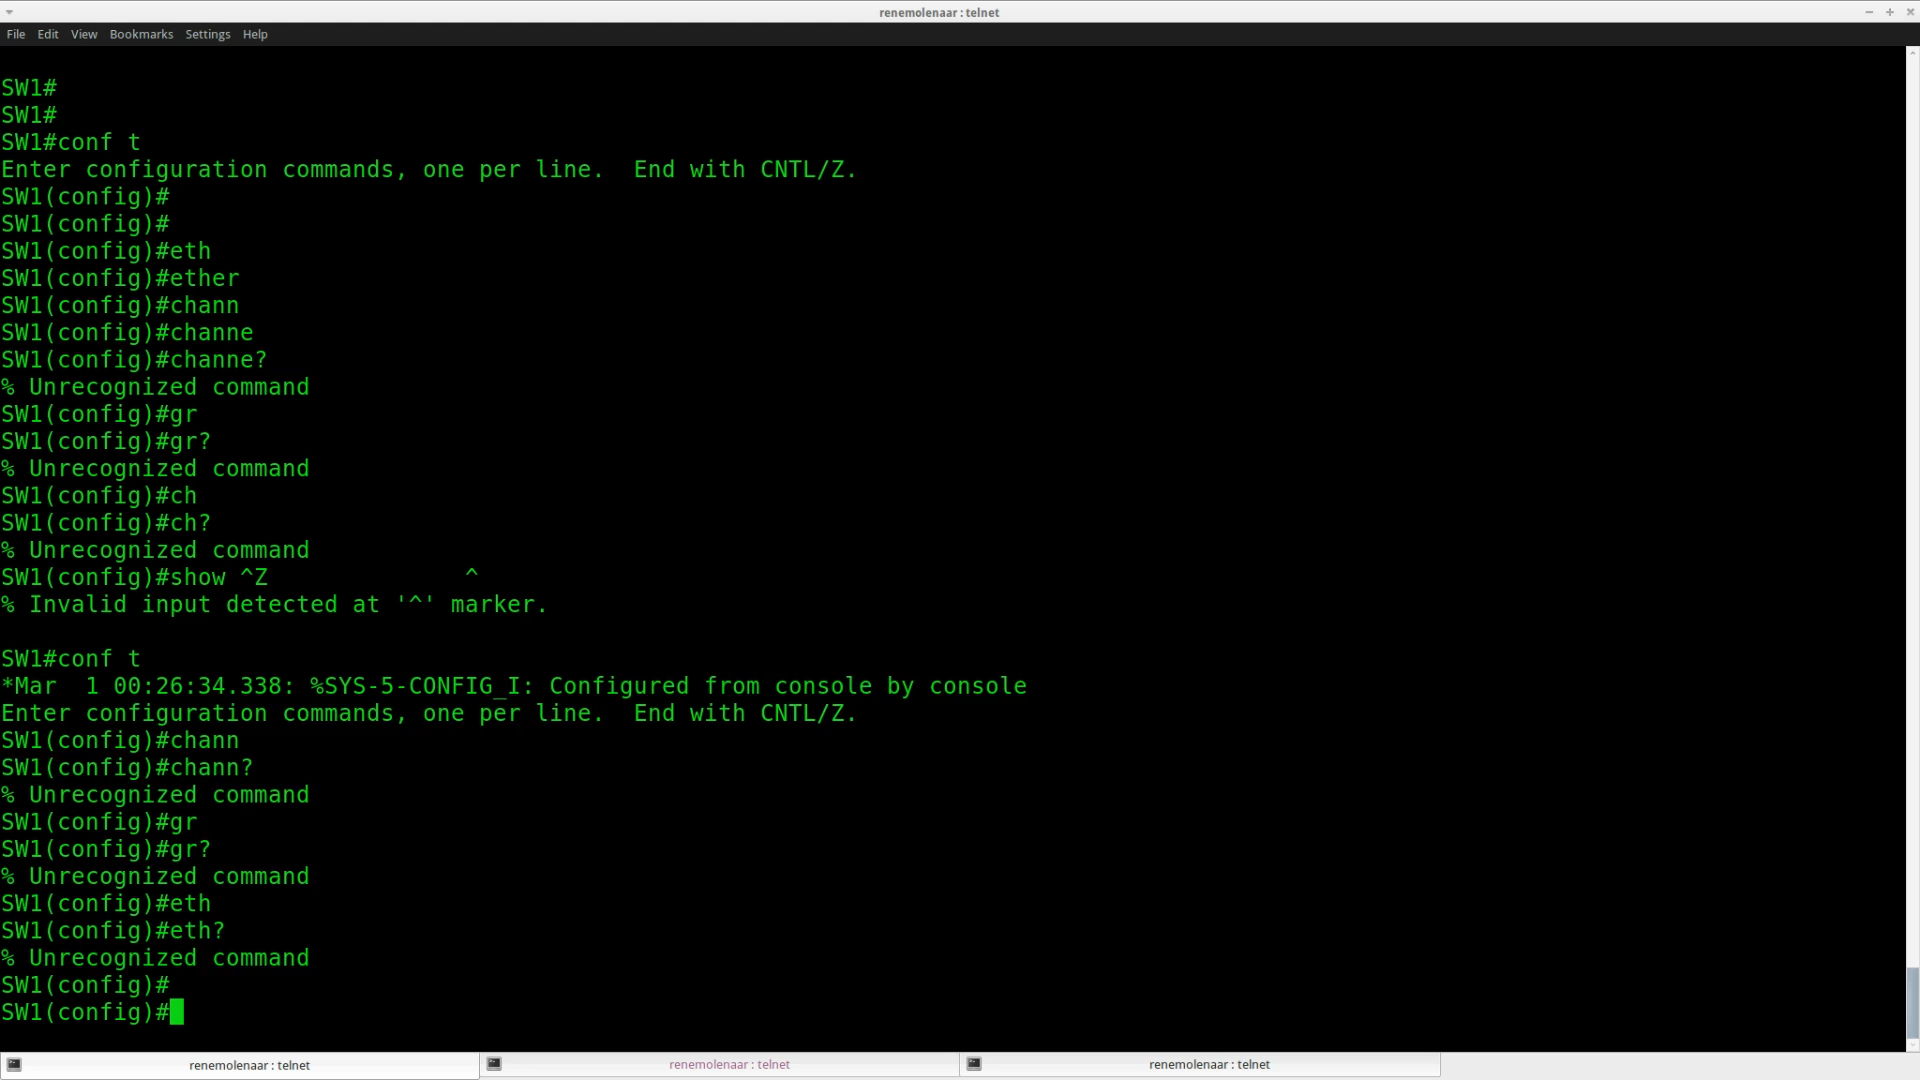 renemolenaar : telnet
File Edit View Bookmarks Settings Help
SW1#
SW1#
SW1#conf t
Enter configuration commands, one per line.  End with CNTL/Z.
SW1(config)#
SW1(config)#
SW1(config)#eth
SW1(config)#ether
SW1(config)#chann
SW1(config)#channe
SW1(config)#channe?
% Unrecognized command
SW1(config)#gr
SW1(config)#gr?
% Unrecognized command
SW1(config)#ch
SW1(config)#ch?
% Unrecognized command
SW1(config)#show ^Z              ^
% Invalid input detected at '^' marker.
SW1#conf t
*Mar  1 00:26:34.338: %SYS-5-CONFIG_I: Configured from console by console
Enter configuration commands, one per line.  End with CNTL/Z.
SW1(config)#chann
SW1(config)#chann?
% Unrecognized command
SW1(config)#gr
SW1(config)#gr?
% Unrecognized command
SW1(config)#eth
SW1(config)#eth?
% Unrecognized command
SW1(config)#
SW1(config)#
renemolenaar : telnet renemolenaar : telnet renemolenaar : telnet